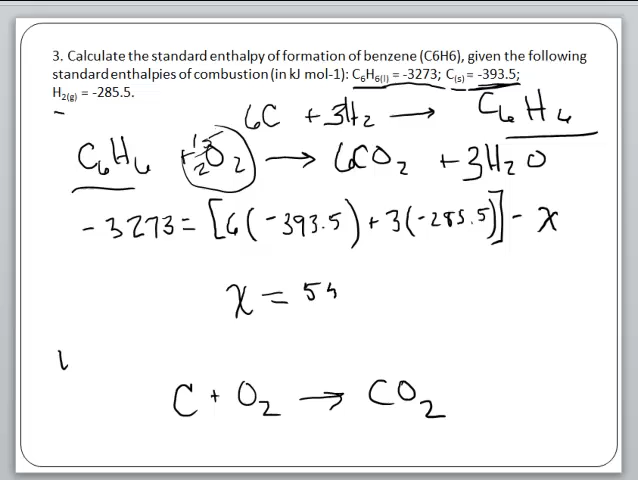 3. Calculate the standard enthalpy of formation of benzene (C6H6), given the following
standard enthalpies of combustion (in kJ mol-1): C₆H₆₍ₗ₎ = -3273; C₍ₛ₎ = -393.5;
H₂₍g₎ = -285.5.
6C + 3H₂ → C₆H₆
C₆H₆ + 15/2 O₂ → 6CO₂ + 3H₂O
-3273 = [6(-393.5) + 3(-285.5)] - x
x = 54
C + O₂ → CO₂